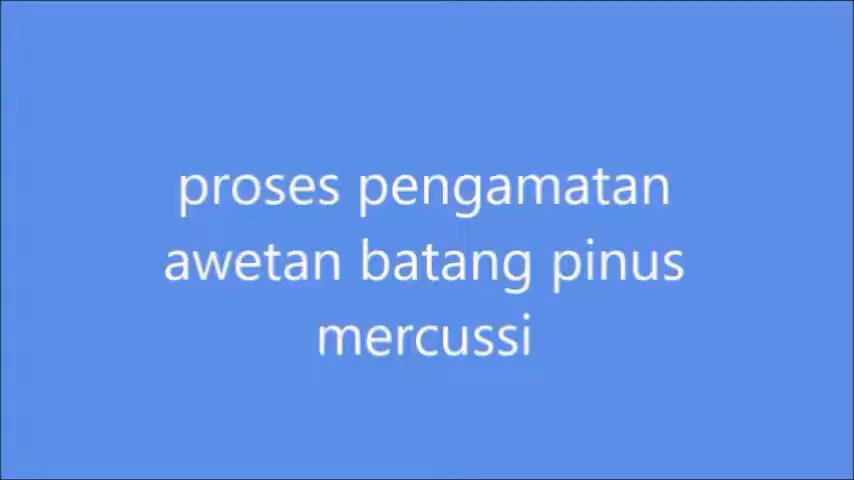 proses pengamatan
awetan batang pinus
mercussi